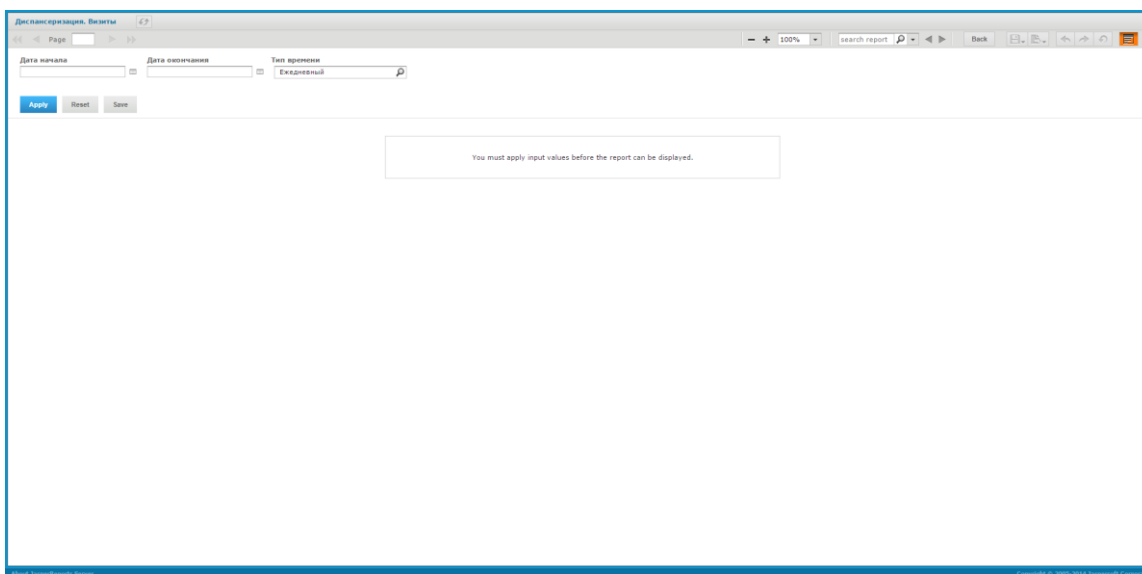 Диспансеризация. Визиты
Page
100%
search report
Back
Дата начала
Дата окончания
Тип времени
Ежедневный
Apply
Reset
Save
You must apply input values before the report can be displayed.